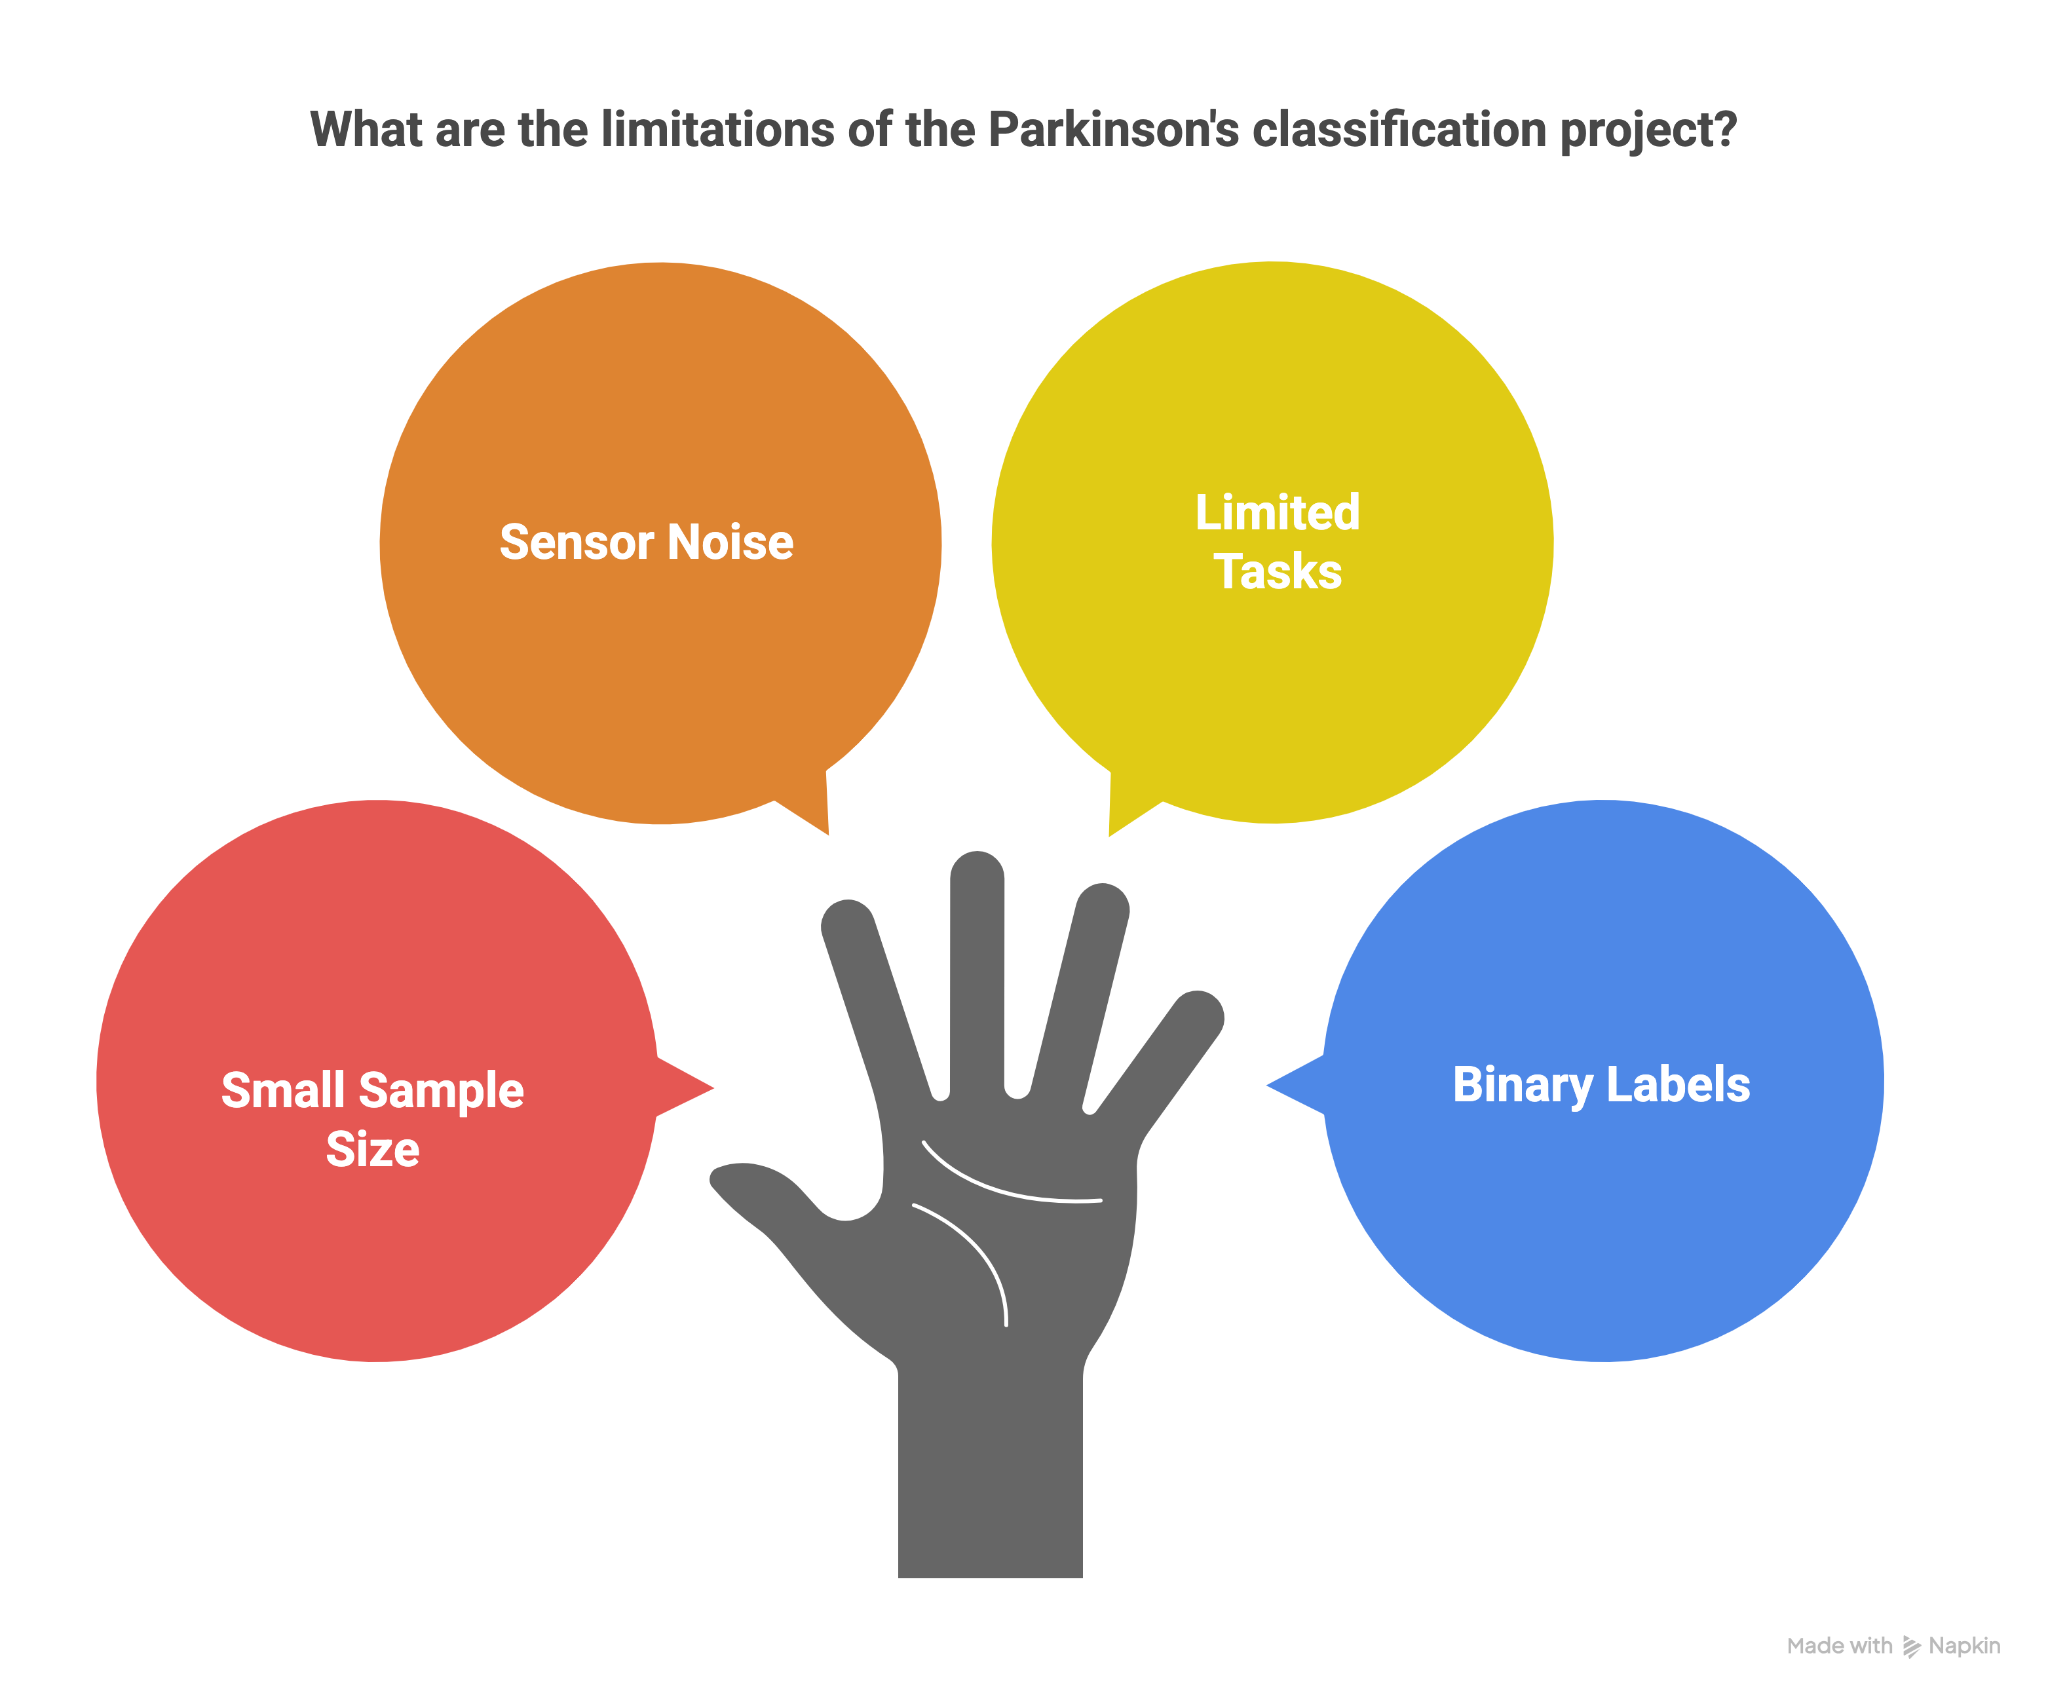 What are the limitations of the Parkinson's classification project?
Sensor Noise
Limited
Tasks
Small Sample
Size
Binary Labels
Made with Napkin